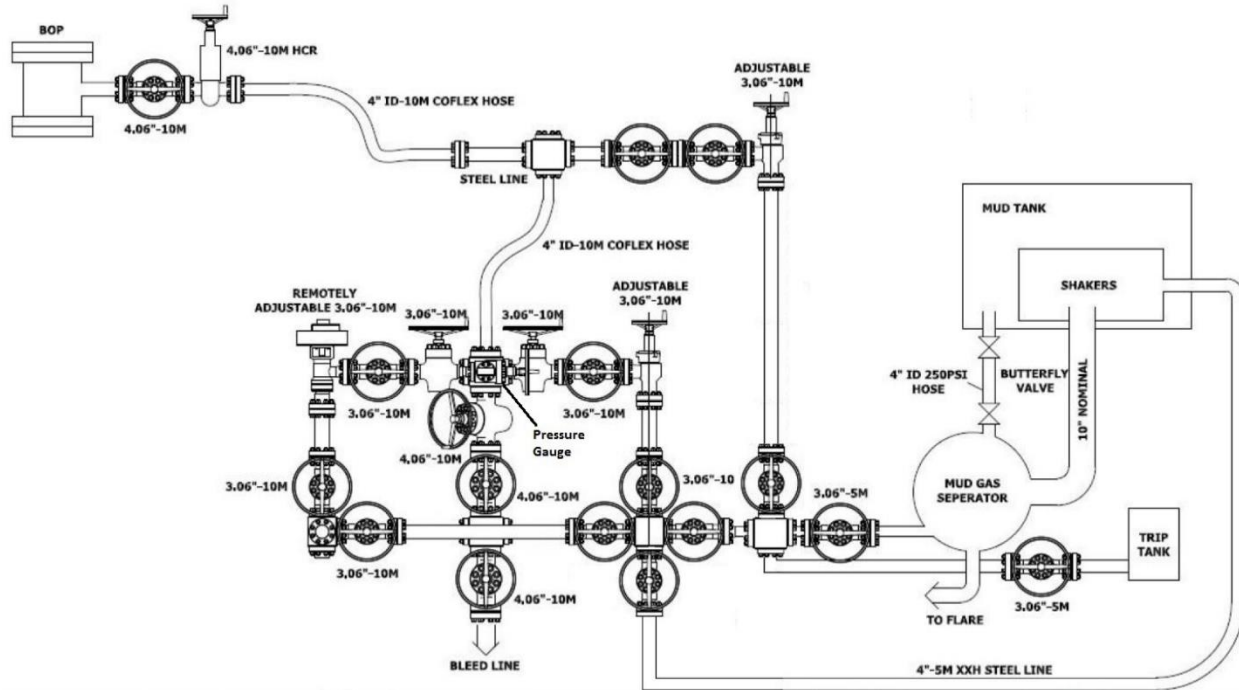 BOP
4.06"-10M HCR
4" ID-10M COFLEX HOSE
4.06"-10M
STEEL LINE
ADJUSTABLE
3.06"-10M
4" ID-10M COFLEX HOSE
MUD TANK
SHAKERS
REMOTELY
ADJUSTABLE 3.06"-10M
3.06"-10M
3.06"-10M
ADJUSTABLE
3.06"-10M
4" ID 250PSI
HOSE
BUTTERFLY
VALVE
10" NOMINAL
3.06"-10M
3.06"-10M
Pressure
Gauge
4.06"-10M
3.06"-10M
4.06"-10M
3.06"-10
3.06"-5M
MUD GAS
SEPERATOR
TRIP
TANK
3.06"-10M
4.06"-10M
3.06"-5M
TO FLARE
BLEED LINE
4"-5M XXH STEEL LINE